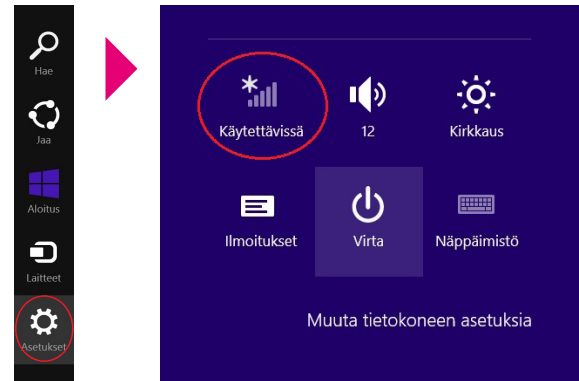 Hae
Jaa
Aloitus
Laitteet
Asetukset
Käytettävissä
12
Kirkkaus
Ilmoitukset
Virta
Näppäimistö
Muuta tietokoneen asetuksia